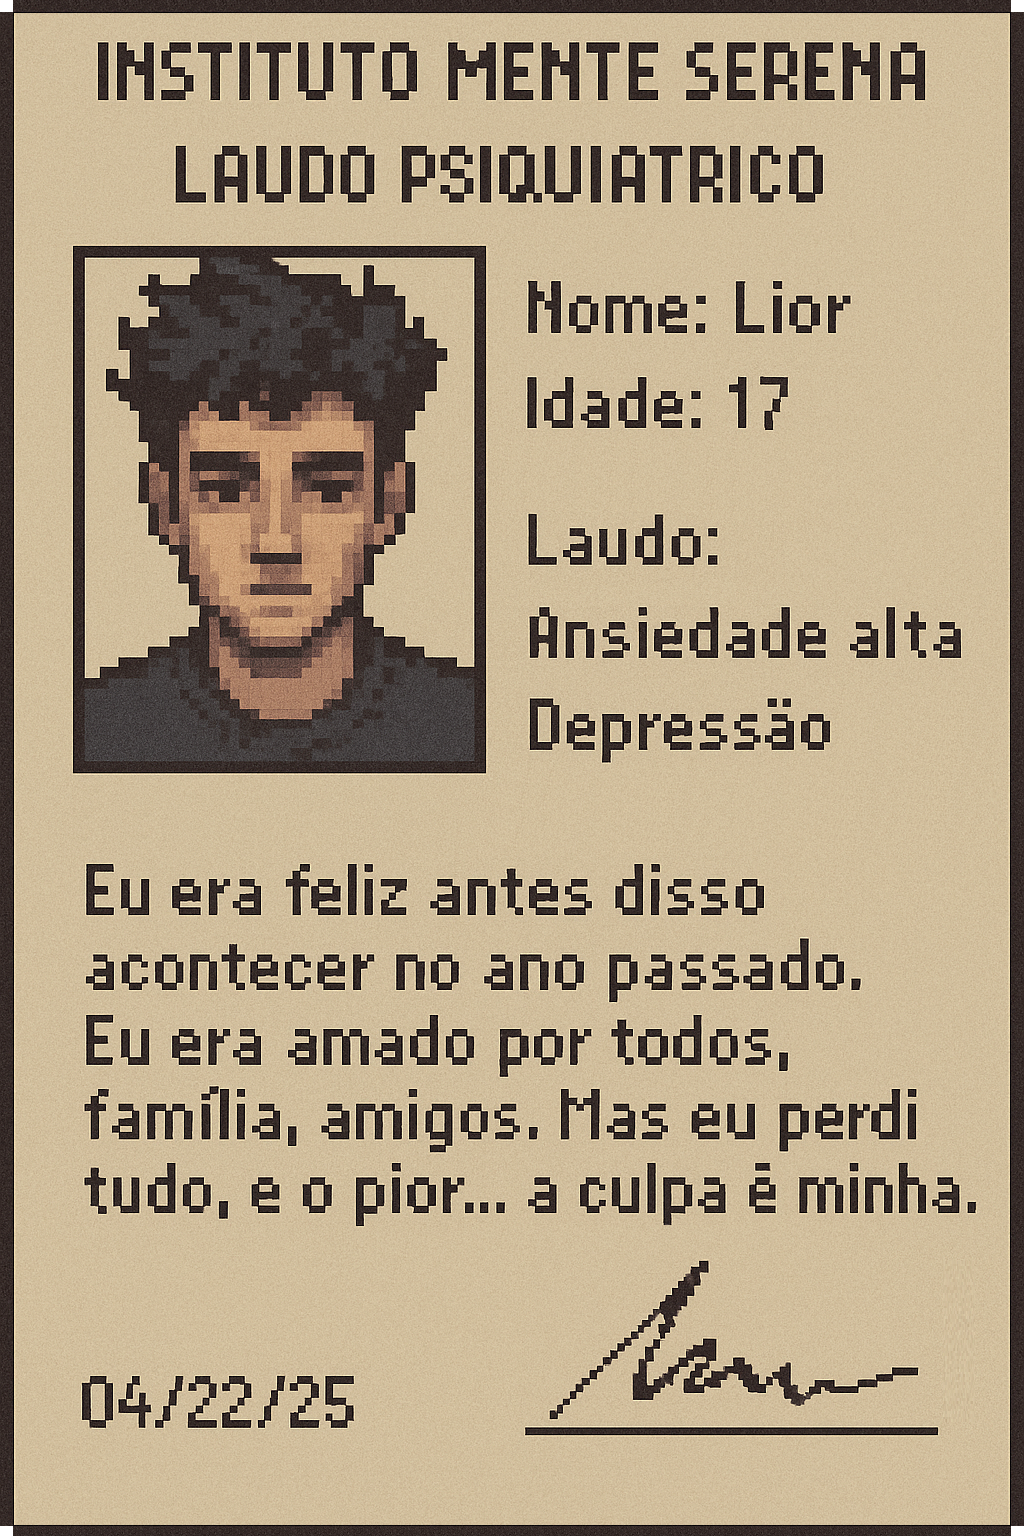 INSTITUTO MENTE SERENA
LAUDO PSIQUIATRICO
Nome: Lior
Idade: 17
Laudo:
Ansiedade alta
Depressäo
Eu era feliz antes disso
acontecer no ano passado.
Eu era amado por todos,
família, amigos. Mas eu perdi
tudo, e o pior... a culpa é minha.
04/22/25